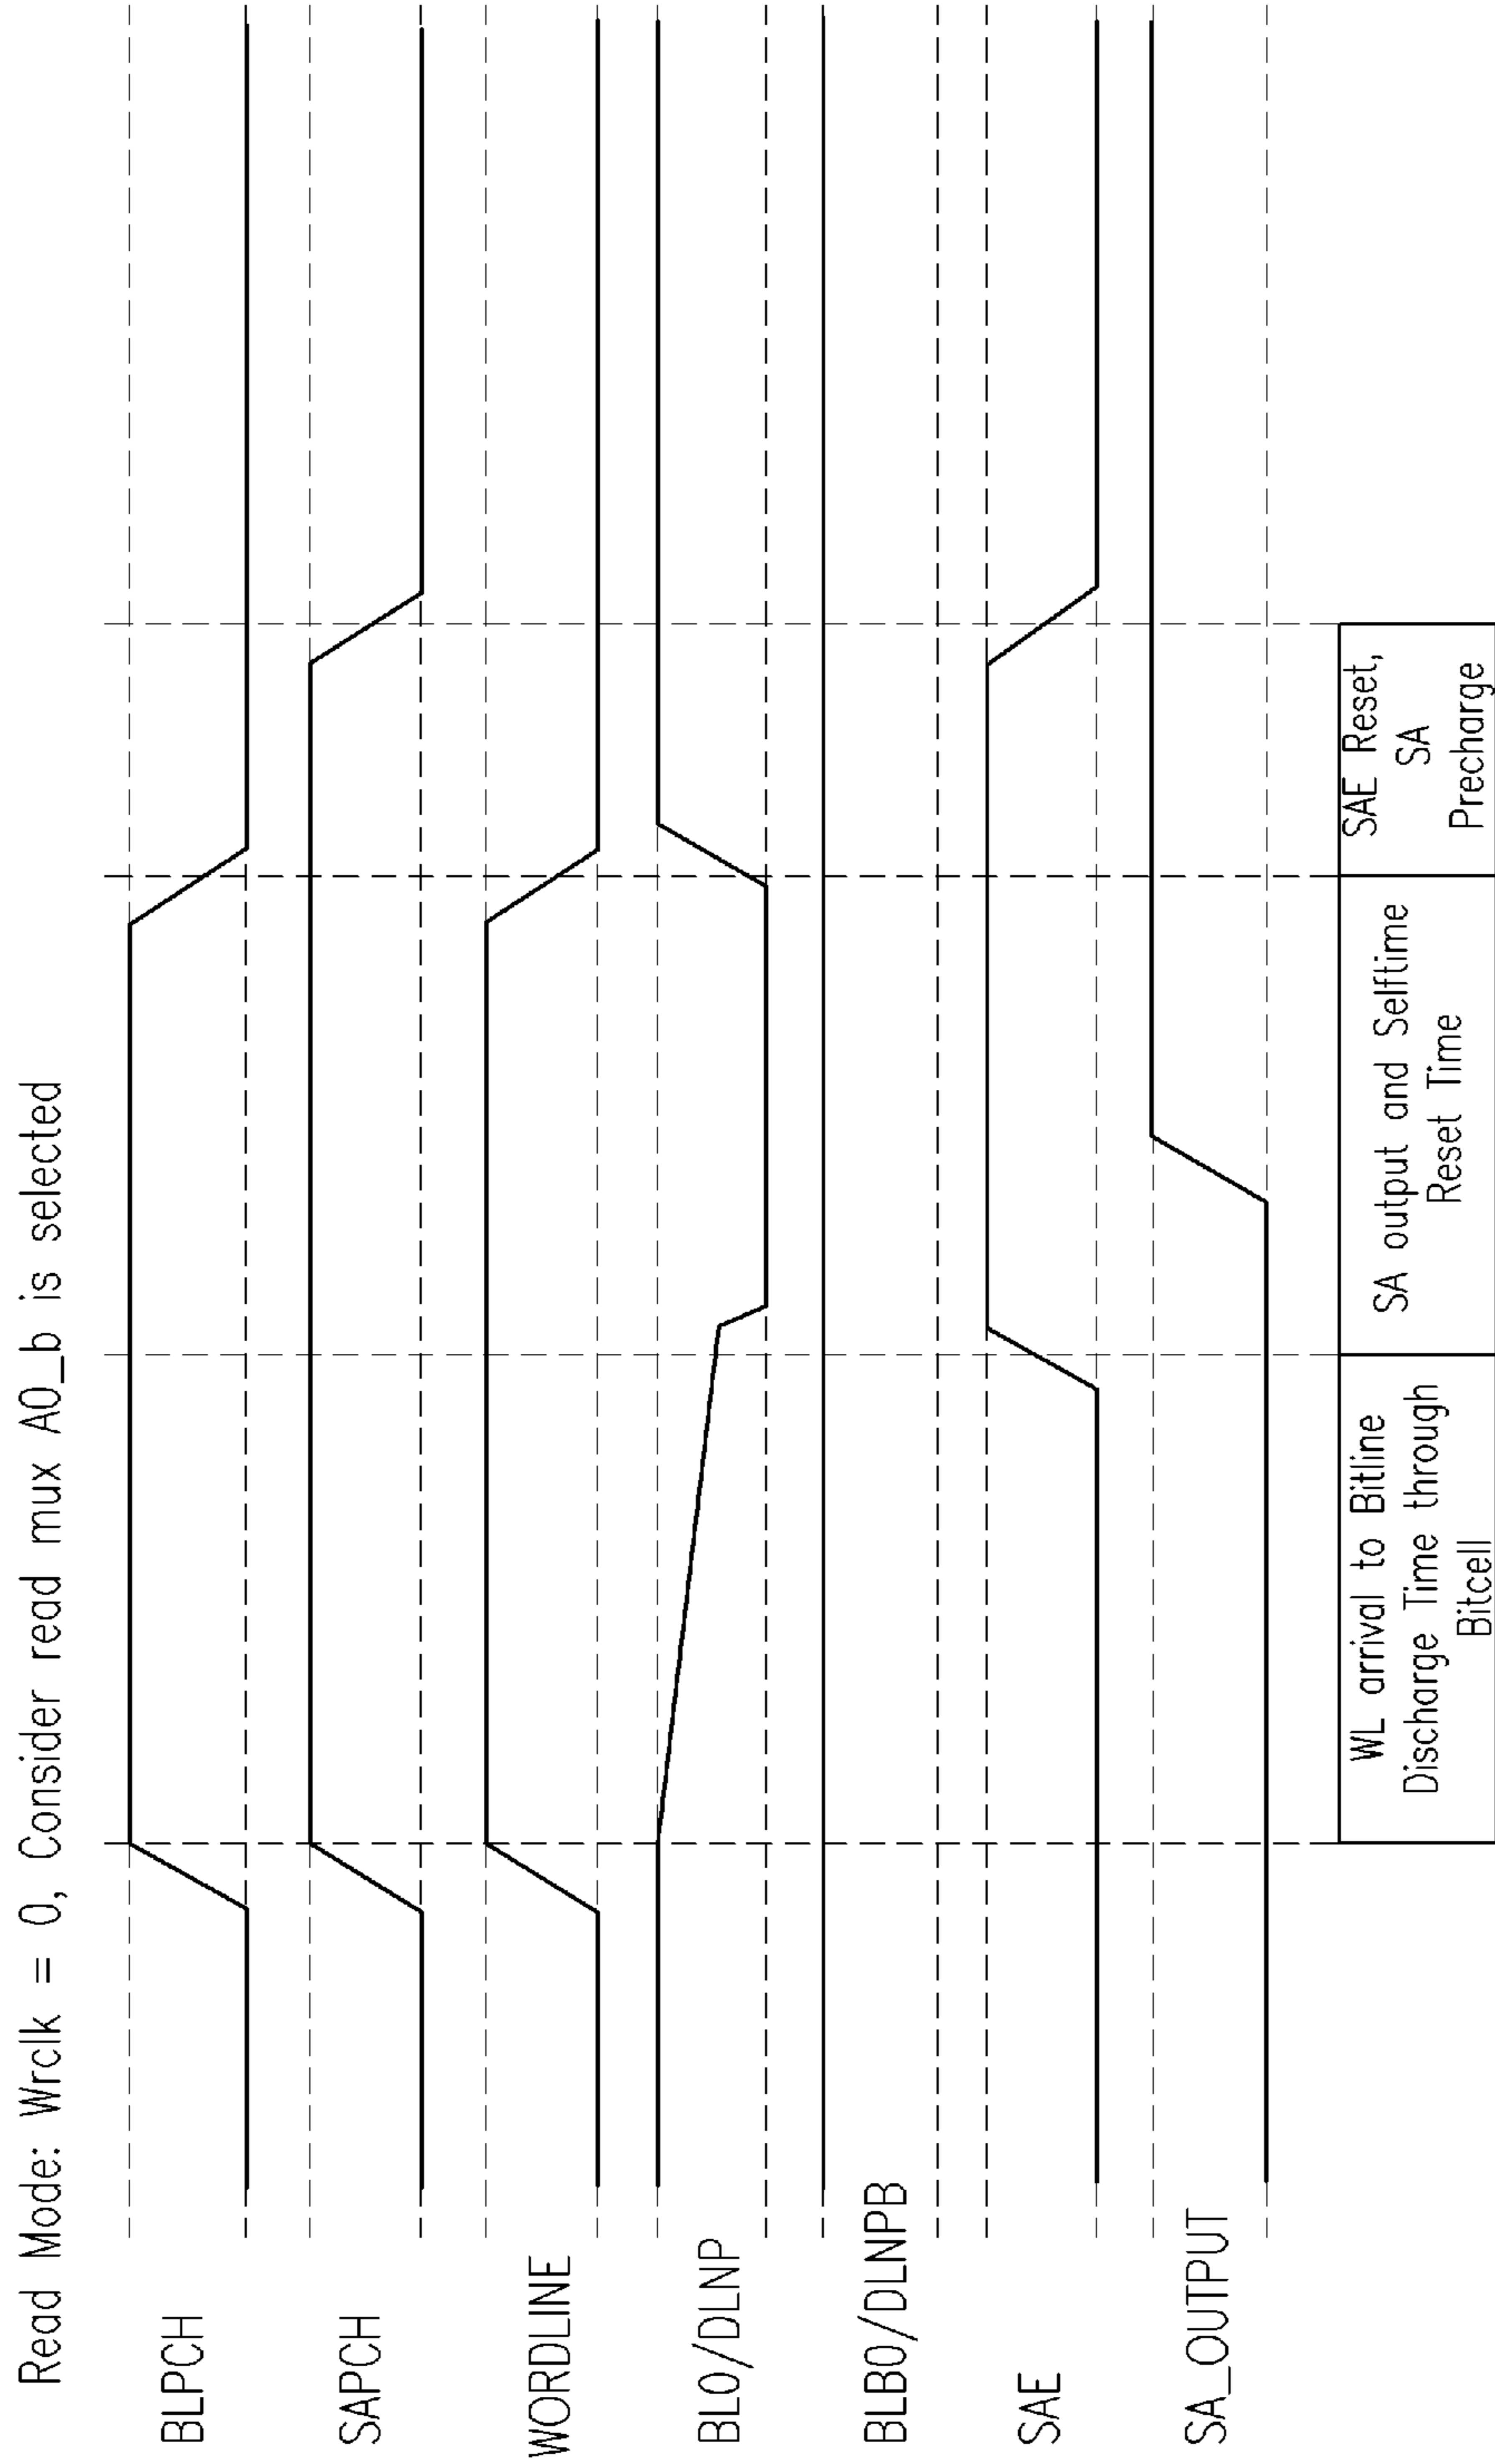 Read Mode: Wrclk = 0, Consider read mux A0_b is selected
BLPCH
SAPCH
WORDLINE
BL0/DLNP
BLB0/DLNPB
SAE
SA_OUTPUT
WL arrival to Bitline
Discharge Time through
Bitcell
SA output and Selftime
Reset Time
SAE Reset,
SA
Precharge